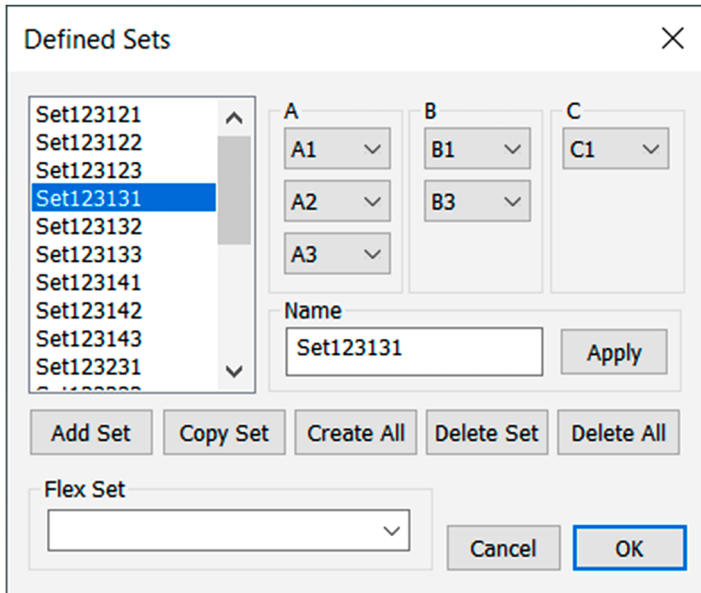 Defined Sets
Set123121
Set123122
Set123123
Set123131
Set123132
Set123133
Set123141
Set123142
Set123143
Set123231
A
A1
A2
A3
B
B1
B3
C
C1
Name
Set123131
Apply
Add Set
Copy Set
Create All
Delete Set
Delete All
Flex Set
Cancel
OK